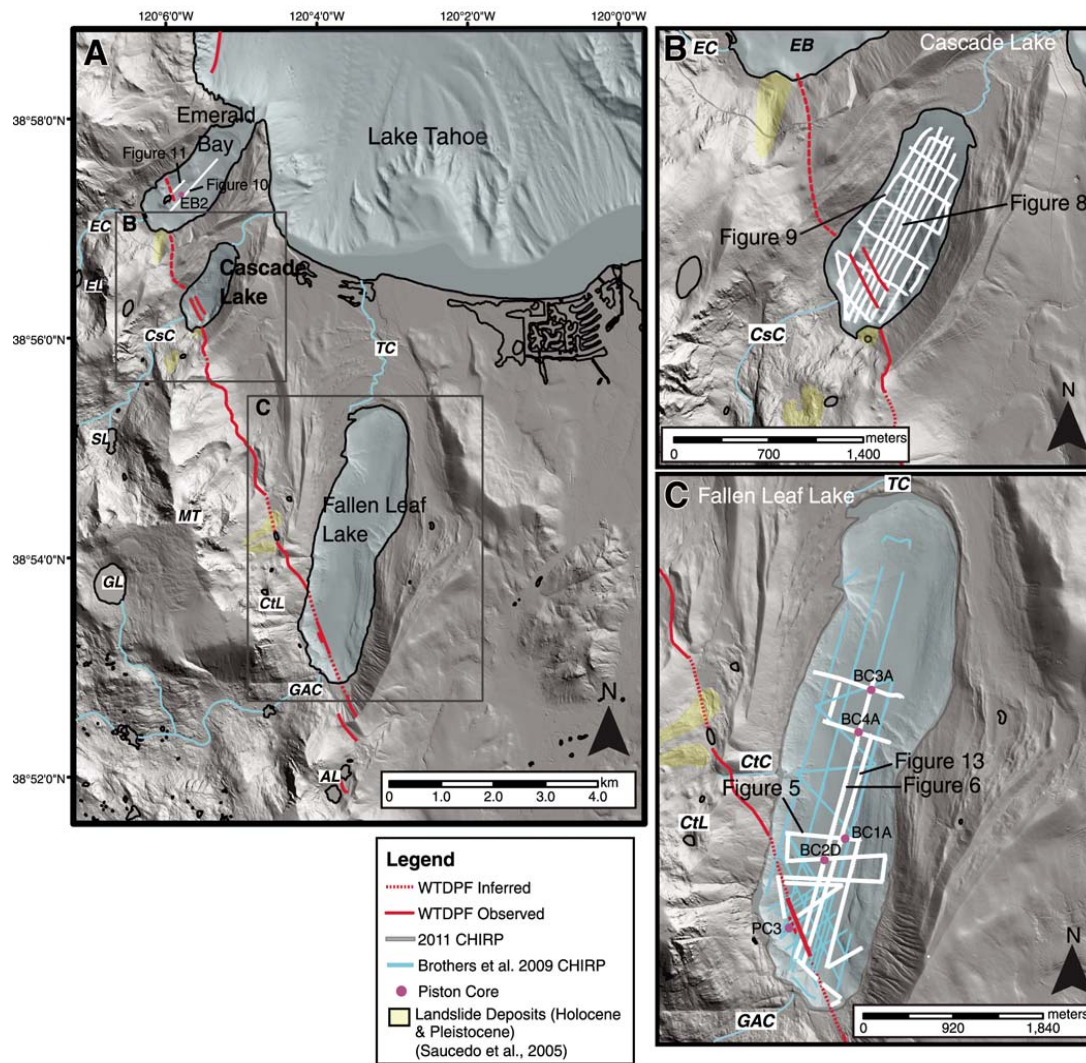 120°6'0"W
120°4'0"W
120°2'0"W
120°0'0"W
A
38°58'0"N
38°56'0"N
38°54'0"N
38°52'0"N
Emerald
Bay
Lake Tahoe
Figure 11
Figure 10
EB2
EC
B
EL
Cascade
Lake
CsC
TC
C
SL
MT
Fallen Leaf
Lake
GL
CtL
GAC
N
AL
0 1.0 2.0 3.0 4.0
km
B
EC
EB
Cascade Lake
Figure 9
Figure 8
CsC
N
0 700 1,400
meters
C
Fallen Leaf Lake
TC
BC3A
BC4A
CtC
Figure 13
Figure 6
Figure 5
CtL
BC1A
BC2D
PC3
N
GAC
0 920 1,840
meters
Legend
WTDPF Inferred
WTDPF Observed
2011 CHIRP
Brothers et al. 2009 CHIRP
Piston Core
Landslide Deposits (Holocene
& Pleistocene)
(Saucedo et al., 2005)